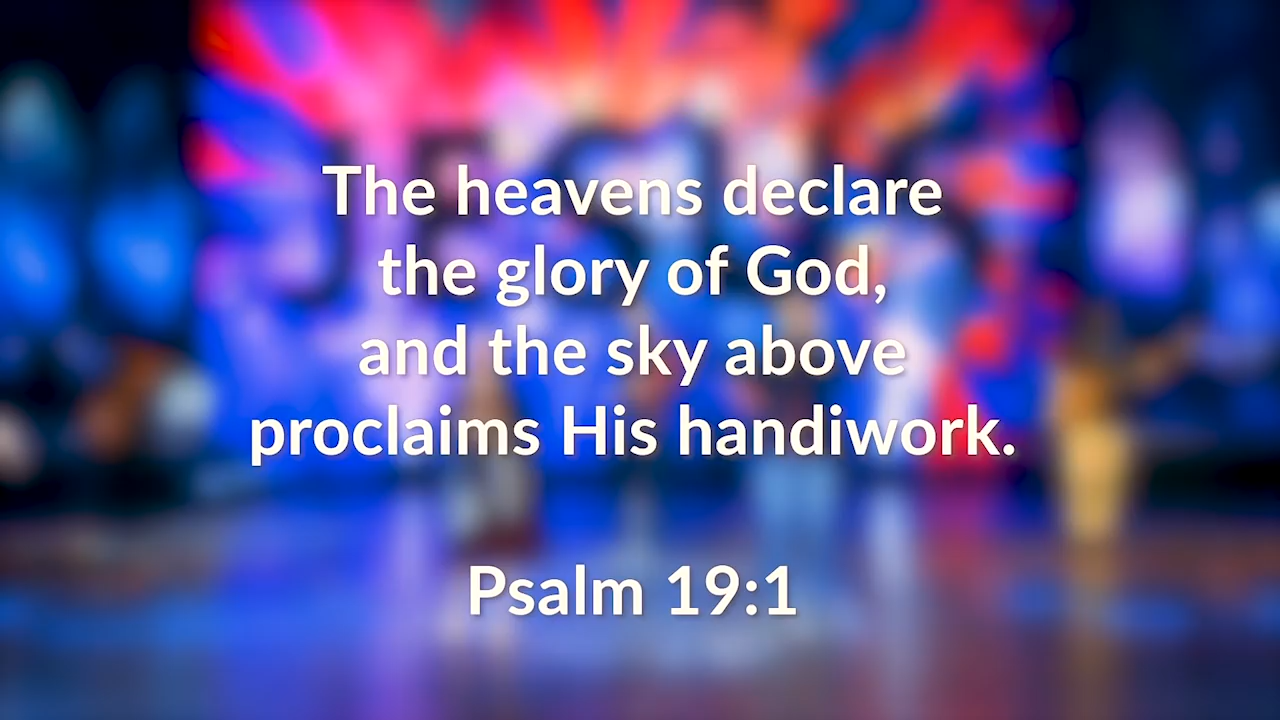 The heavens declare
the glory of God,
and the sky above
proclaims His handiwork.
Psalm 19:1